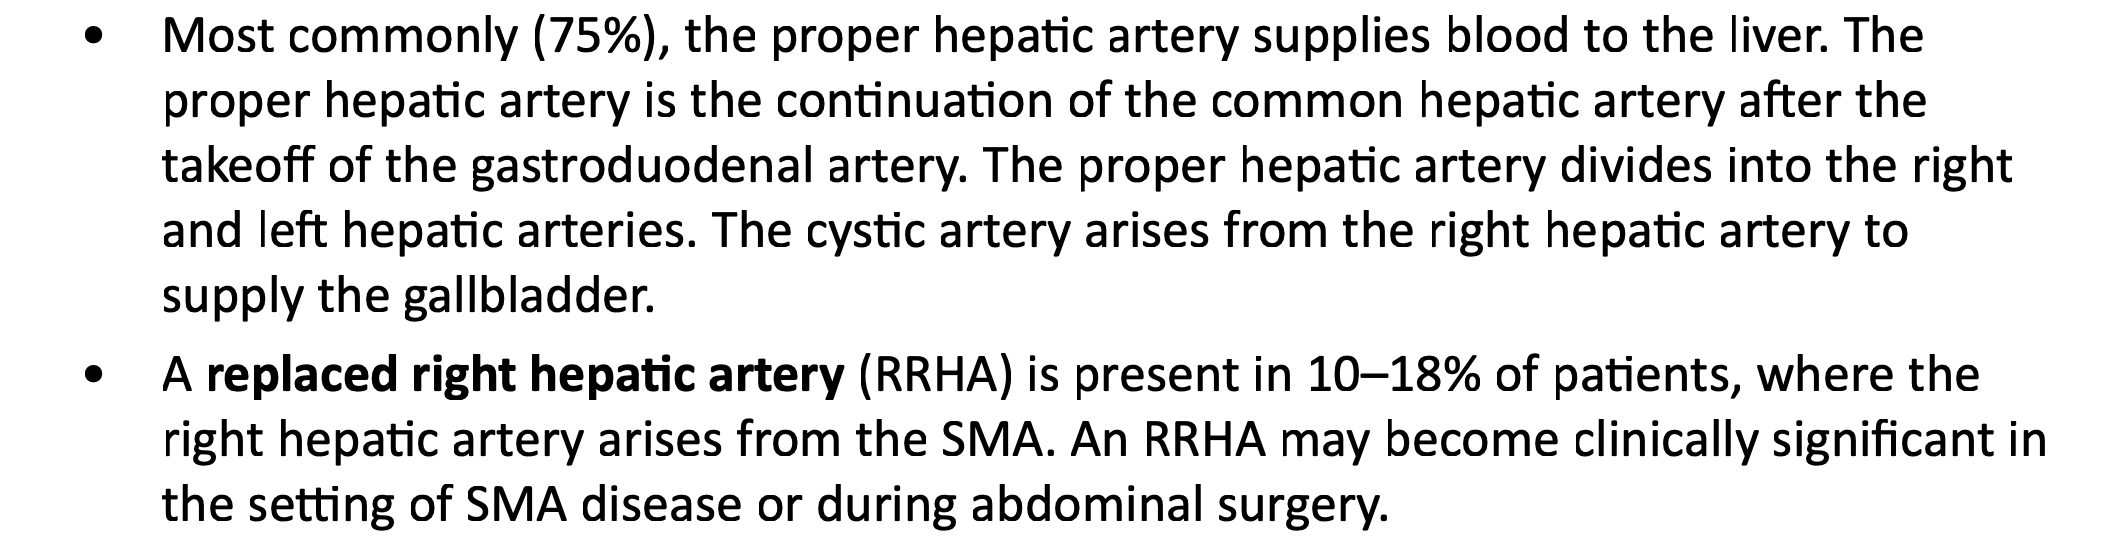 • Most commonly (75%), the proper hepatic artery supplies blood to the liver. The
proper hepatic artery is the continuation of the common hepatic artery after the
takeoff of the gastroduodenal artery. The proper hepatic artery divides into the right
and left hepatic arteries. The cystic artery arises from the right hepatic artery to
supply the gallbladder.
• A replaced right hepatic artery (RRHA) is present in 10–18% of patients, where the
right hepatic artery arises from the SMA. An RRHA may become clinically significant in
the setting of SMA disease or during abdominal surgery.